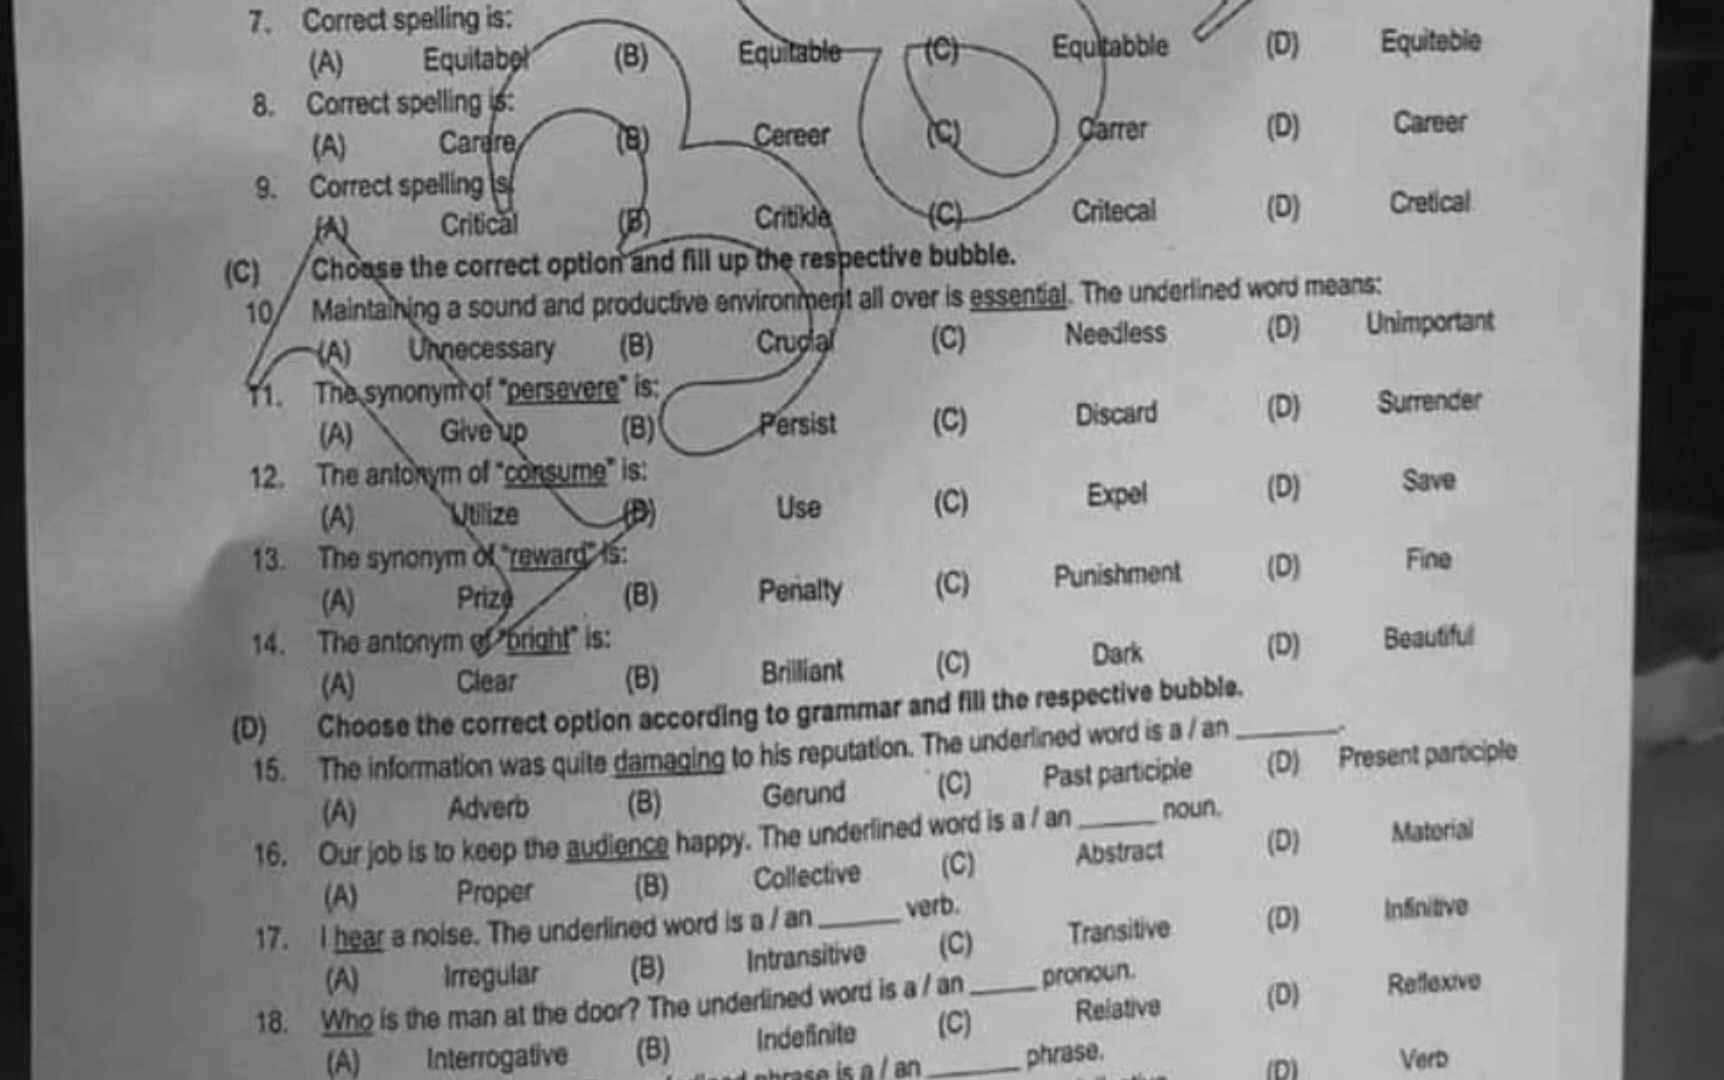 7. Correct spelling is:
(A) Equitabel (B) Equitable (C) Equitabble (D) Equiteble
8. Correct spelling is:
(A) Carere (B) Cereer (C) Carrer (D) Career
9. Correct spelling is:
(A) Critical (B) Critikle (C) Critecal (D) Cretical
(C) Choose the correct option and fill up the respective bubble.
10. Maintaining a sound and productive environment all over is essential. The underlined word means:
(A) Unnecessary (B) Crucial (C) Needless (D) Unimportant
11. The synonym of "persevere" is:
(A) Give up (B) Persist (C) Discard (D) Surrender
12. The antonym of "consume" is:
(A) Utilize (B) Use (C) Expel (D) Save
13. The synonym of "reward" is:
(A) Prize (B) Penalty (C) Punishment (D) Fine
14. The antonym of "bright" is:
(A) Clear (B) Brilliant (C) Dark (D) Beautiful
(D) Choose the correct option according to grammar and fill the respective bubble.
15. The information was quite damaging to his reputation. The underlined word is a / an ________.
(A) Adverb (B) Gerund (C) Past participle (D) Present participle
16. Our job is to keep the audience happy. The underlined word is a / an ______ noun.
(A) Proper (B) Collective (C) Abstract (D) Material
17. I hear a noise. The underlined word is a / an ______ verb.
(A) Irregular (B) Intransitive (C) Transitive (D) Infinitive
18. Who is the man at the door? The underlined word is a / an _____ pronoun.
(A) Interrogative (B) Indefinite (C) Relative (D) Reflexive
phrase is a / an _______ phrase.
(D) Verb